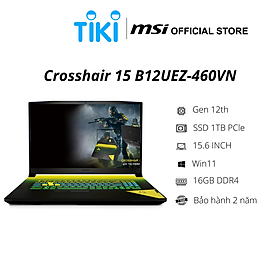 TIKI | msi OFFICIAL STORE
Crosshair 15 B12UEZ-460VN
Gen 12th
SSD 1TB PCIe
15.6 INCH
Win11
16GB DDR4
Bảo hành 2 năm